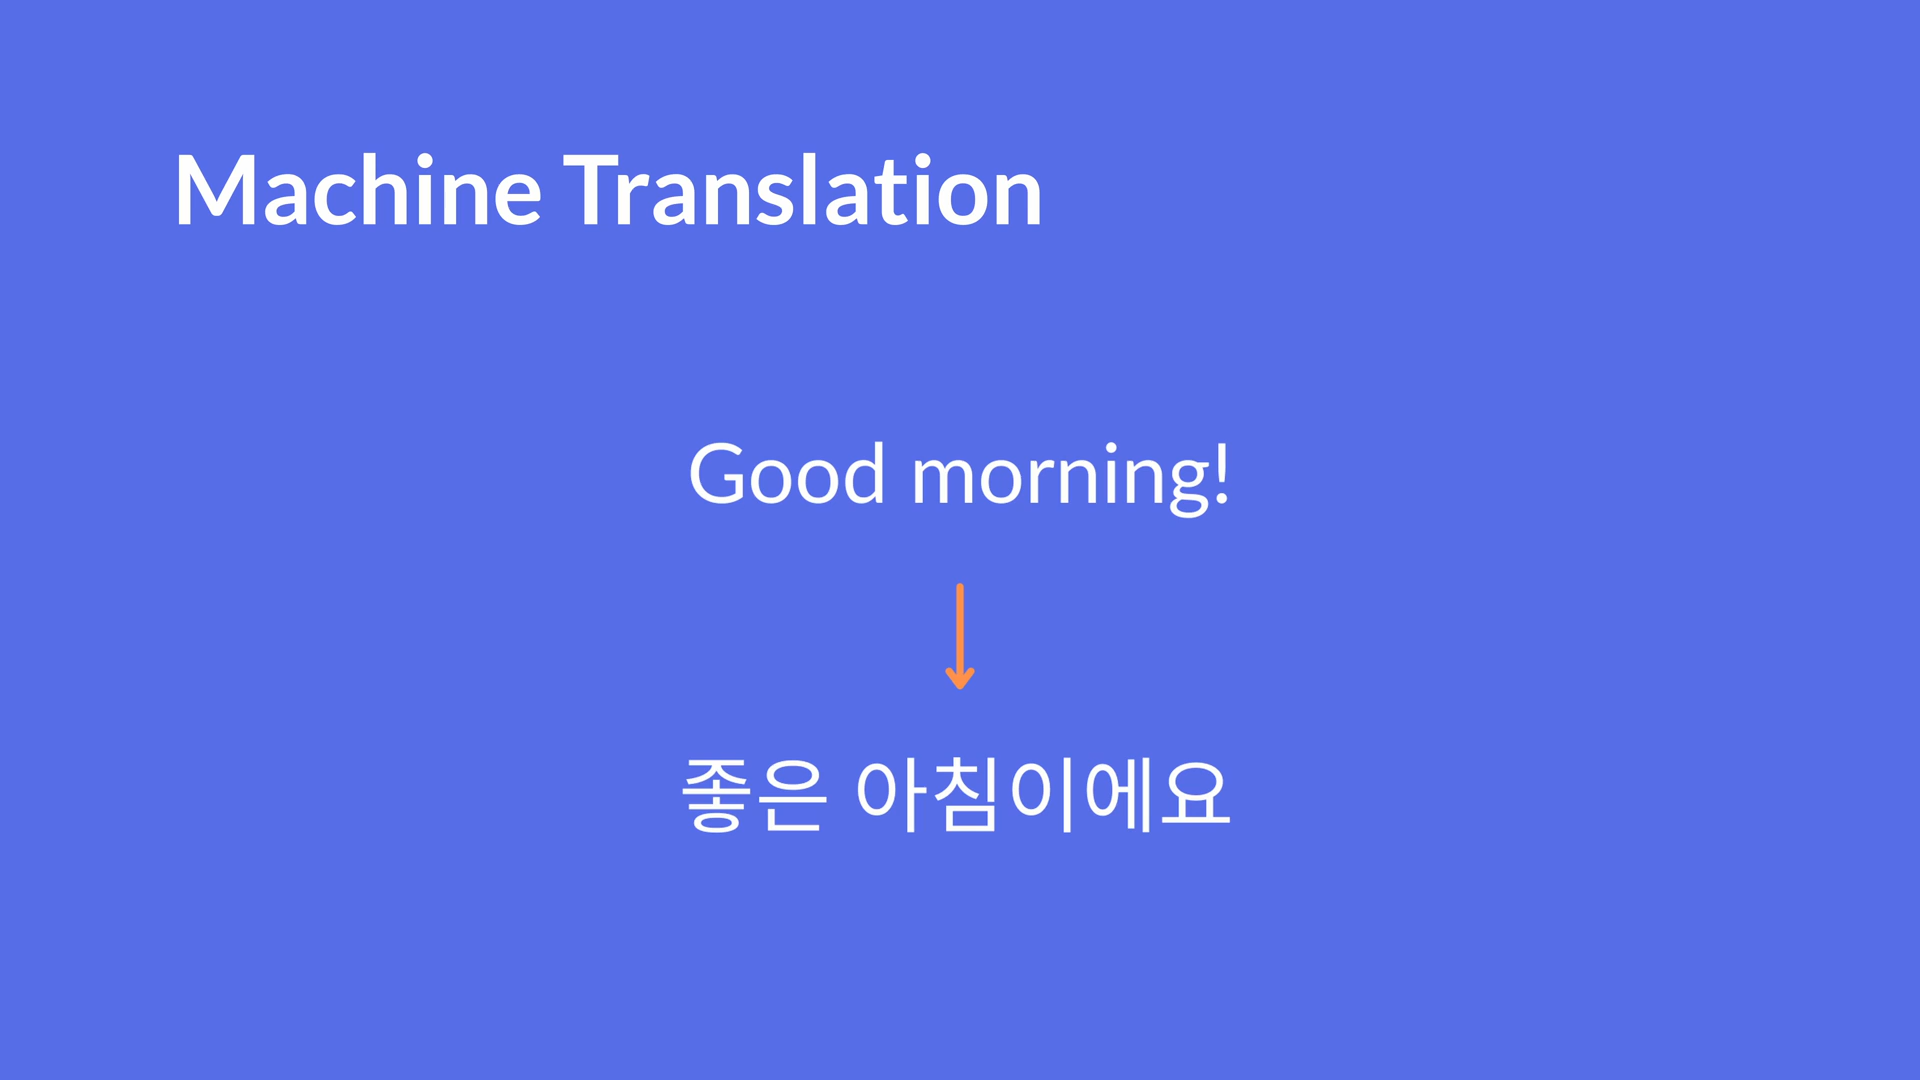 Machine Translation
Good morning!
좋은 아침이에요